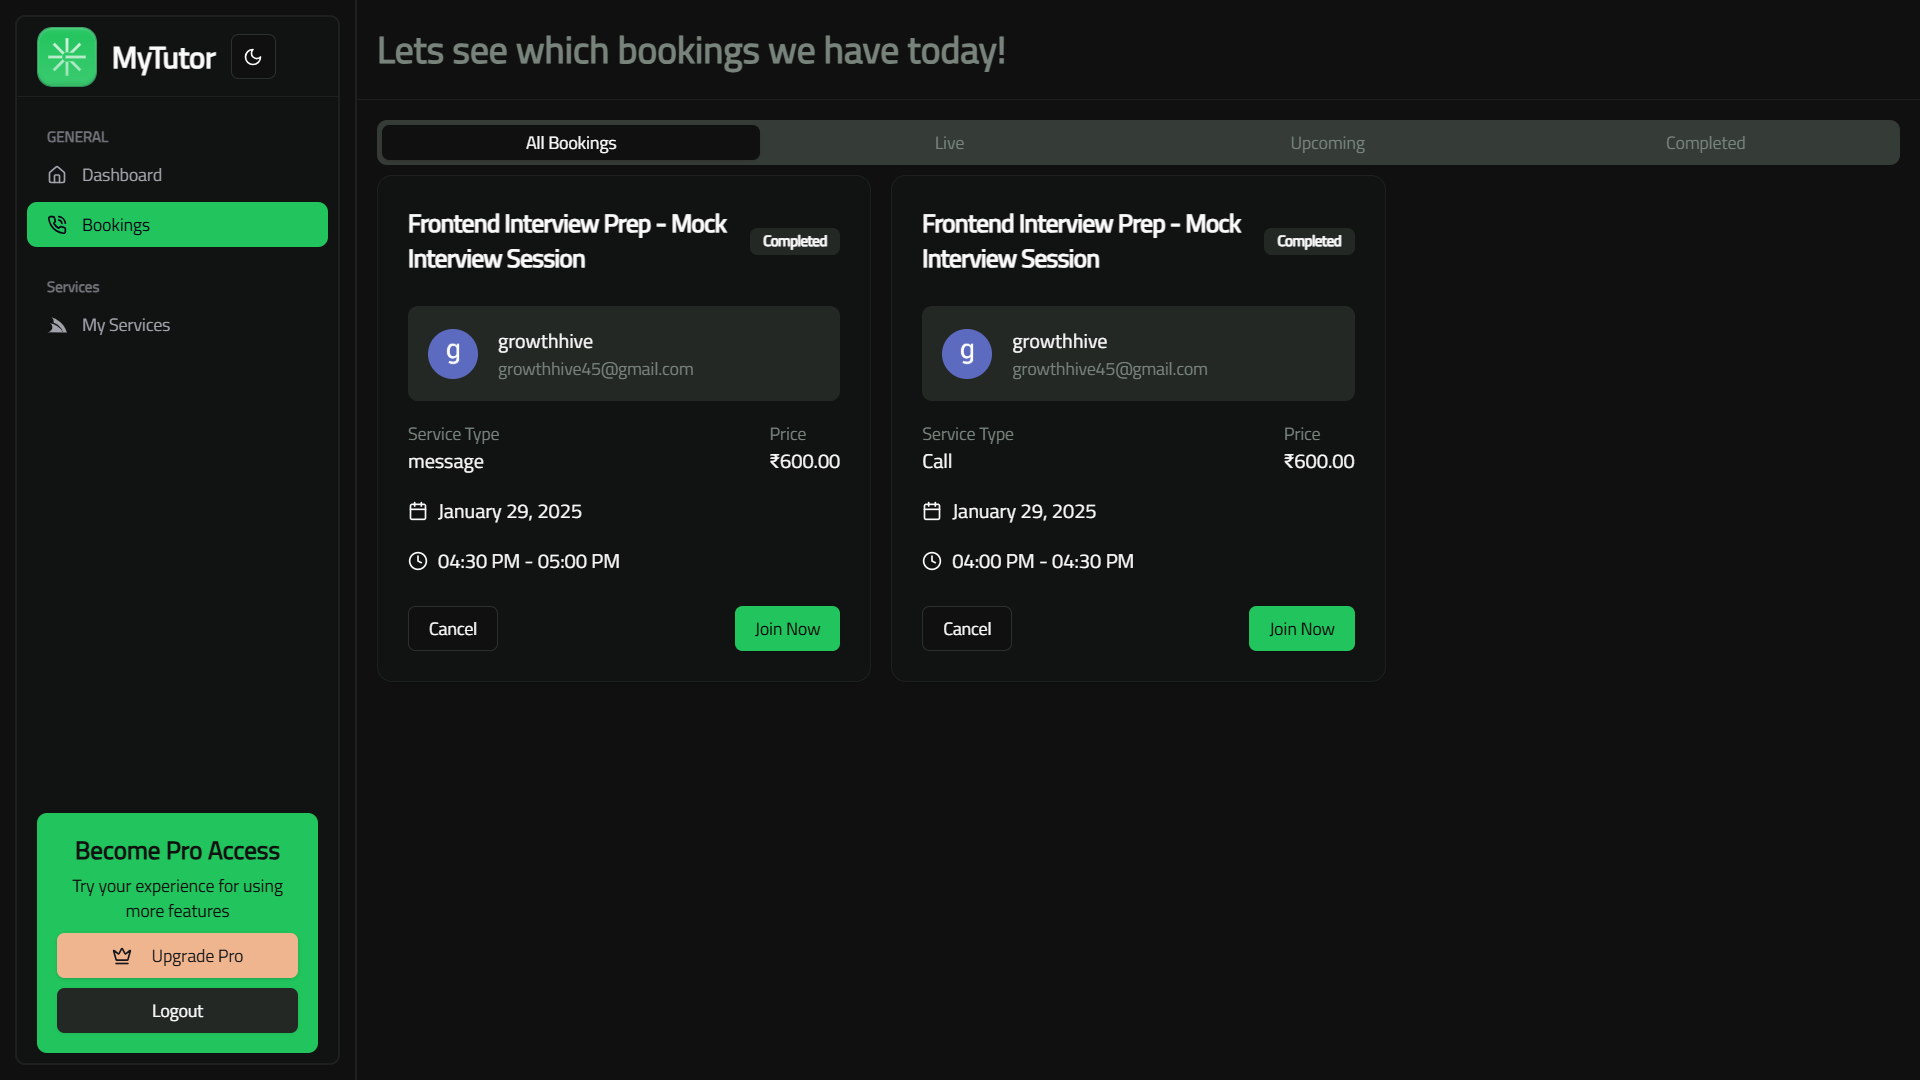 MyTutor
GENERAL
Dashboard
Bookings
Services
My Services
Become Pro Access
Try your experience for using
more features
Upgrade Pro
Logout
Lets see which bookings we have today!
All Bookings
Live
Upcoming
Completed
Frontend Interview Prep - Mock
Interview Session
Completed
g
growthhive
growthhive45@gmail.com
Service Type
Price
message
₹600.00
January 29, 2025
04:30 PM - 05:00 PM
Cancel
Join Now
Frontend Interview Prep - Mock
Interview Session
Completed
g
growthhive
growthhive45@gmail.com
Service Type
Price
Call
₹600.00
January 29, 2025
04:00 PM - 04:30 PM
Cancel
Join Now